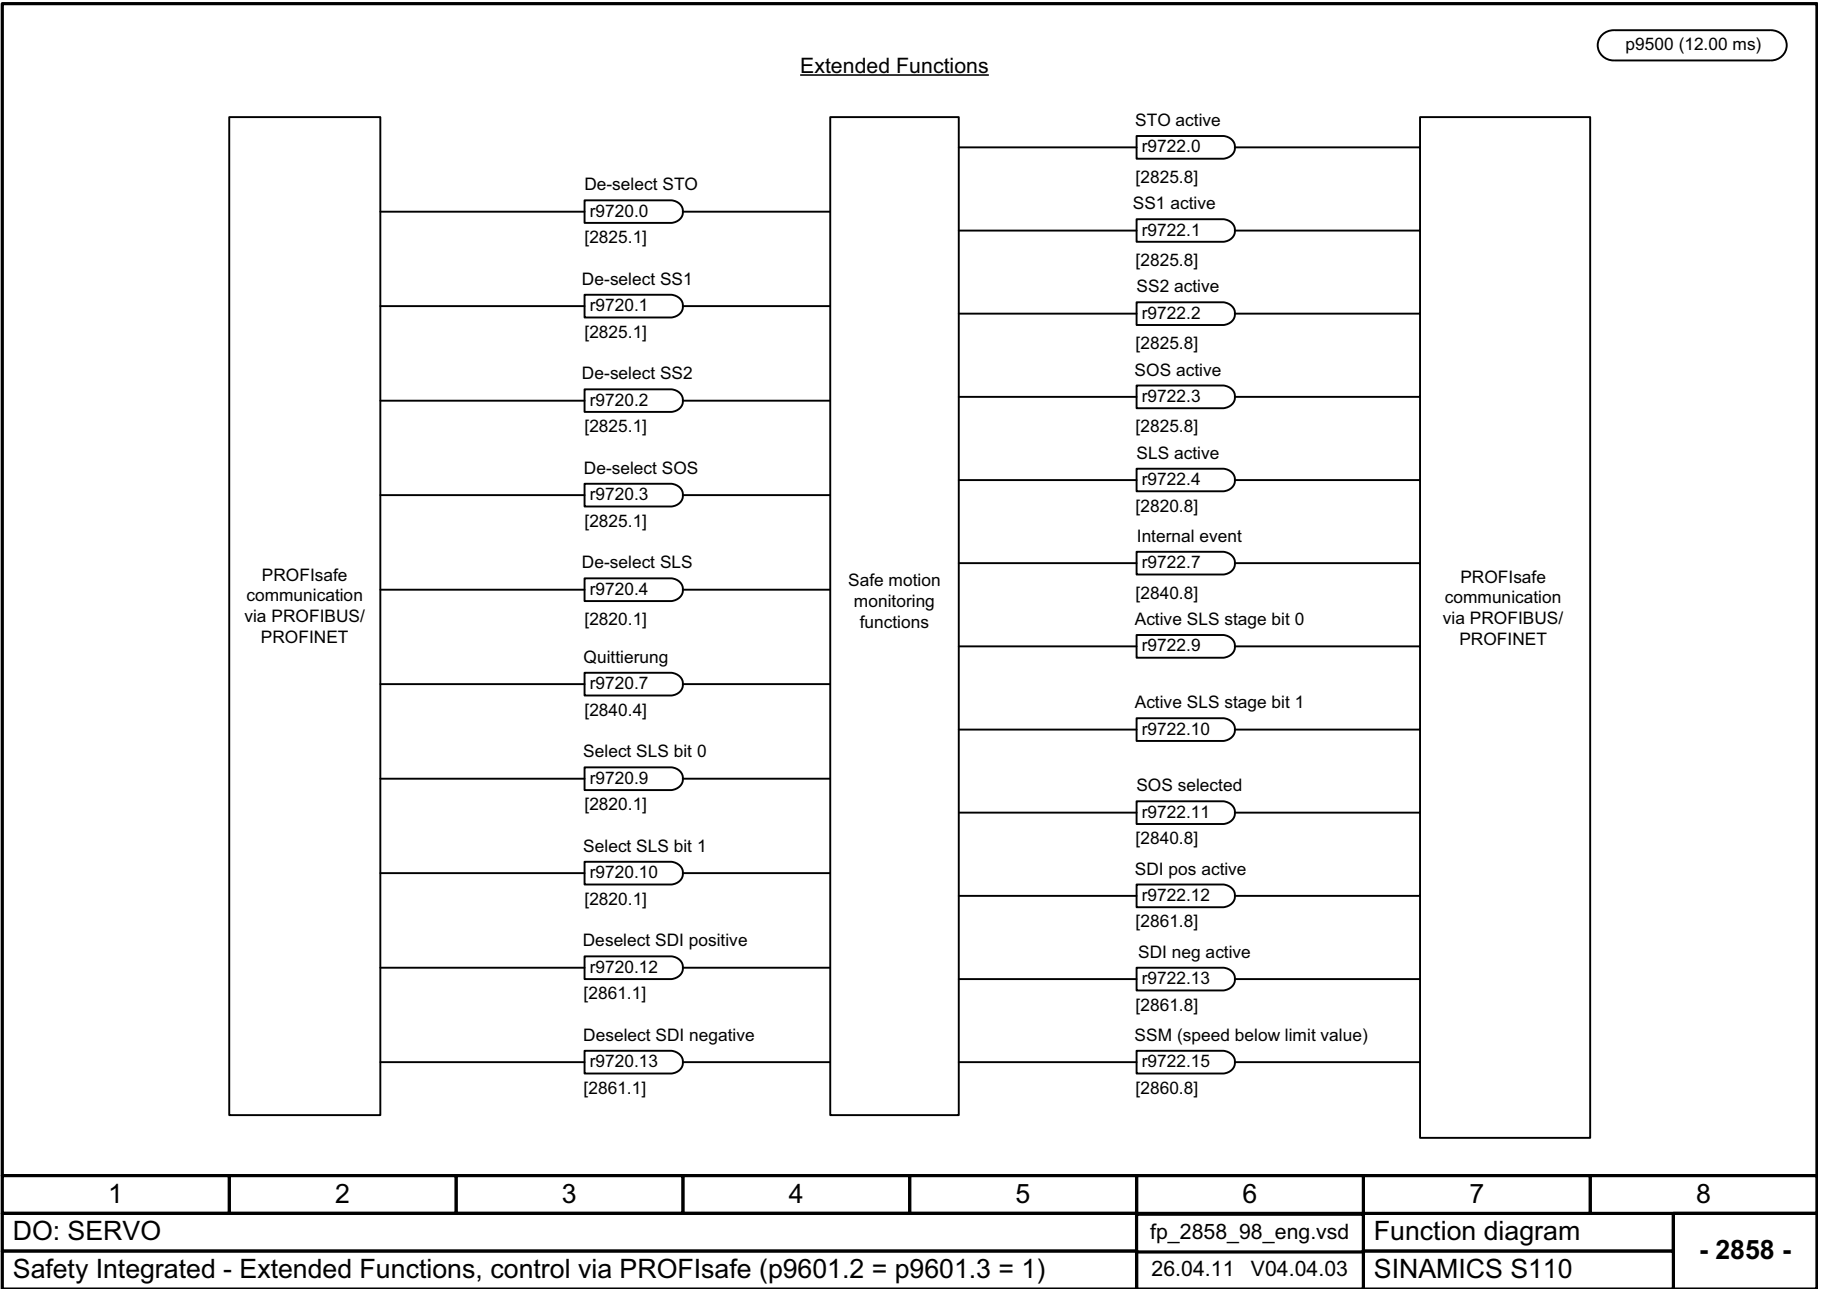 p9500 (12.00 ms)
Extended Functions
PROFIsafe
communication
via PROFIBUS/
PROFINET
De-select STO
r9720.0
[2825.1]
De-select SS1
r9720.1
[2825.1]
De-select SS2
r9720.2
[2825.1]
De-select SOS
r9720.3
[2825.1]
De-select SLS
r9720.4
[2820.1]
Quittierung
r9720.7
[2840.4]
Select SLS bit 0
r9720.9
[2820.1]
Select SLS bit 1
r9720.10
[2820.1]
Deselect SDI positive
r9720.12
[2861.1]
Deselect SDI negative
r9720.13
[2861.1]
Safe motion
monitoring
functions
STO active
r9722.0
[2825.8]
SS1 active
r9722.1
[2825.8]
SS2 active
r9722.2
[2825.8]
SOS active
r9722.3
[2825.8]
SLS active
r9722.4
[2820.8]
Internal event
r9722.7
[2840.8]
Active SLS stage bit 0
r9722.9
Active SLS stage bit 1
r9722.10
SOS selected
r9722.11
[2840.8]
SDI pos active
r9722.12
[2861.8]
SDI neg active
r9722.13
[2861.8]
SSM (speed below limit value)
r9722.15
[2860.8]
PROFIsafe
communication
via PROFIBUS/
PROFINET
1 2 3 4 5 6 7 8
DO: SERVO fp_2858_98_eng.vsd Function diagram
- 2858 -
Safety Integrated - Extended Functions, control via PROFIsafe (p9601.2 = p9601.3 = 1) 26.04.11 V04.04.03 SINAMICS S110